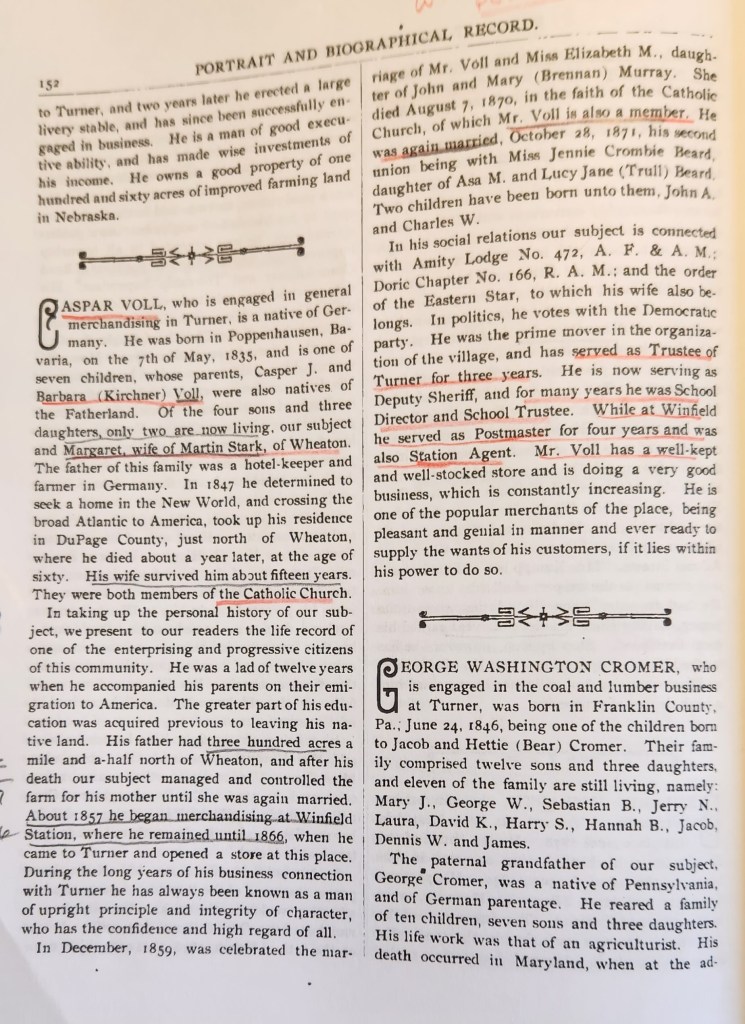 152
PORTRAIT AND BIOGRAPHICAL RECORD.
to Turner, and two years later he erected a large
livery stable, and has since been successfully en-
gaged in business. He is a man of good execu-
tive ability, and has made wise investments of
his income. He owns a good property of one
hundred and sixty acres of improved farming land
in Nebraska.
CASPAR VOLL, who is engaged in general
merchandising in Turner, is a native of Ger-
many. He was born in Poppenhausen, Ba-
varia, on the 7th of May, 1835, and is one of
seven children, whose parents, Casper J. and
Barbara (Kirchner) Voll, were also natives of
the Fatherland. Of the four sons and three
daughters, only two are now living, our subject
and Margaret, wife of Martin Stark, of Wheaton.
The father of this family was a hotel-keeper and
farmer in Germany. In 1847 he determined to
seek a home in the New World, and crossing the
broad Atlantic to America, took up his residence
in DuPage County, just north of Wheaton,
where he died about a year later, at the age of
sixty. His wife survived him about fifteen years.
They were both members of the Catholic Church.
In taking up the personal history of our sub-
ject, we present to our readers the life record of
one of the enterprising and progressive citizens
of this community. He was a lad of twelve years
when he accompanied his parents on their emi-
gration to America. The greater part of his edu-
cation was acquired previous to leaving his na-
tive land. His father had three hundred acres a
mile and a-half north of Wheaton, and after his
death our subject managed and controlled the
farm for his mother until she was again married.
About 1857 he began merchandising at Winfield
Station, where he remained until 1866, when he
came to Turner and opened a store at this place.
During the long years of his business connection
with Turner he has always been known as a man
of upright principle and integrity of character,
who has the confidence and high regard of all.
In December, 1859, was celebrated the mar-
riage of Mr. Voll and Miss Elizabeth M., daugh-
ter of John and Mary (Brennan) Murray. She
died August 7, 1870, in the faith of the Catholic
Church, of which Mr. Voll is also a member. He
was again married, October 28, 1871, his second
union being with Miss Jennie Crombie Beard,
daughter of Asa M. and Lucy Jane (Trull) Beard.
Two children have been born unto them, John A.
and Charles W.
In his social relations our subject is connected
with Amity Lodge No. 472, A. F. & A. M.;
Doric Chapter No. 166, R. A. M.; and the order
of the Eastern Star, to which his wife also be-
longs. In politics, he votes with the Democratic
party. He was the prime mover in the organiza-
tion of the village, and has served as Trustee of
Turner for three years. He is now serving as
Deputy Sheriff, and for many years he was School
Director and School Trustee. While at Winfield
he served as Postmaster for four years and was
also Station Agent. Mr. Voll has a well-kept
and well-stocked store and is doing a very good
business, which is constantly increasing. He is
one of the popular merchants of the place, being
pleasant and genial in manner and ever ready to
supply the wants of his customers, if it lies within
his power to do so.
GEORGE WASHINGTON CROMER, who
is engaged in the coal and lumber business
at Turner, was born in Franklin County,
Pa., June 24, 1846, being one of the children born
to Jacob and Hettie (Bear) Cromer. Their fam-
ily comprised twelve sons and three daughters,
and eleven of the family are still living, namely:
Mary J., George W., Sebastian B., Jerry N.,
Laura, David K., Harry S., Hannah B., Jacob,
Dennis W. and James.
The paternal grandfather of our subject,
George Cromer, was a native of Pennsylvania,
and of German parentage. He reared a family
of ten children, seven sons and three daughters.
His life work was that of an agriculturist. His
death occurred in Maryland, when at the ad-